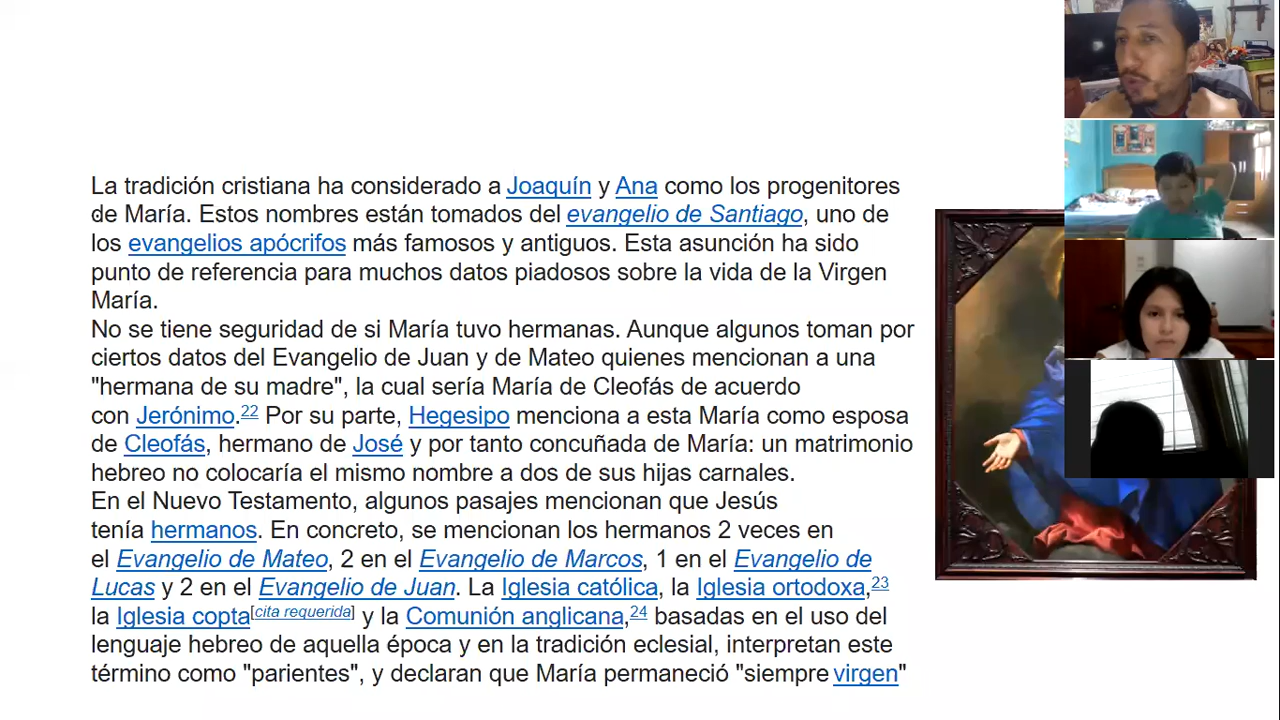 La tradición cristiana ha considerado a Joaquín y Ana como los progenitores
de María. Estos nombres están tomados del evangelio de Santiago, uno de
los evangelios apócrifos más famosos y antiguos. Esta asunción ha sido
punto de referencia para muchos datos piadosos sobre la vida de la Virgen
María.
No se tiene seguridad de si María tuvo hermanas. Aunque algunos toman por
ciertos datos del Evangelio de Juan y de Mateo quienes mencionan a una
"hermana de su madre", la cual sería María de Cleofás de acuerdo
con Jerónimo.22 Por su parte, Hegesipo menciona a esta María como esposa
de Cleofás, hermano de José y por tanto concuñada de María: un matrimonio
hebreo no colocaría el mismo nombre a dos de sus hijas carnales.
En el Nuevo Testamento, algunos pasajes mencionan que Jesús
tenía hermanos. En concreto, se mencionan los hermanos 2 veces en
el Evangelio de Mateo, 2 en el Evangelio de Marcos, 1 en el Evangelio de
Lucas y 2 en el Evangelio de Juan. La Iglesia católica, la Iglesia ortodoxa,23
la Iglesia copta[cita requerida] y la Comunión anglicana,24 basadas en el uso del
lenguaje hebreo de aquella época y en la tradición eclesial, interpretan este
término como "parientes", y declaran que María permaneció "siempre virgen"